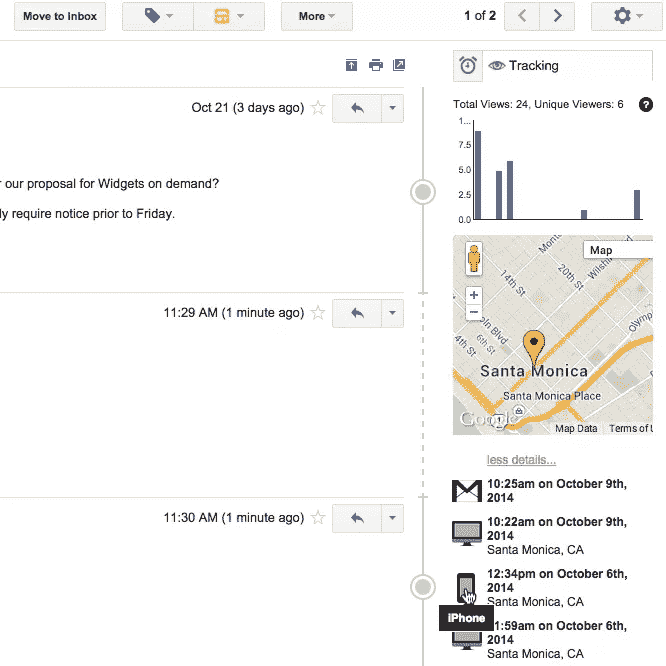 Move to Inbox
More
1 of 2
Tracking
Oct 21 (3 days ago)
Total Views: 24, Unique Viewers: 6 ?
1...
7.5
5.0
2.5
0.0
r our proposal for Widgets on demand?
ly require notice prior to Friday.
Map
14th St
20th St
Wilsh
Olymp
oln Blvd
6th St
4th St
Santa Monica
Santa Monica Place
Google
Map Data
Terms of U
11:29 AM (1 minute ago)
less details...
10:25am on October 9th,
2014
10:22am on October 9th,
2014
Santa Monica, CA
11:30 AM (1 minute ago)
12:34pm on October 6th,
2014
Santa Monica, CA
iPhone
1:59am on October 6th,
2014
Santa Monica, CA